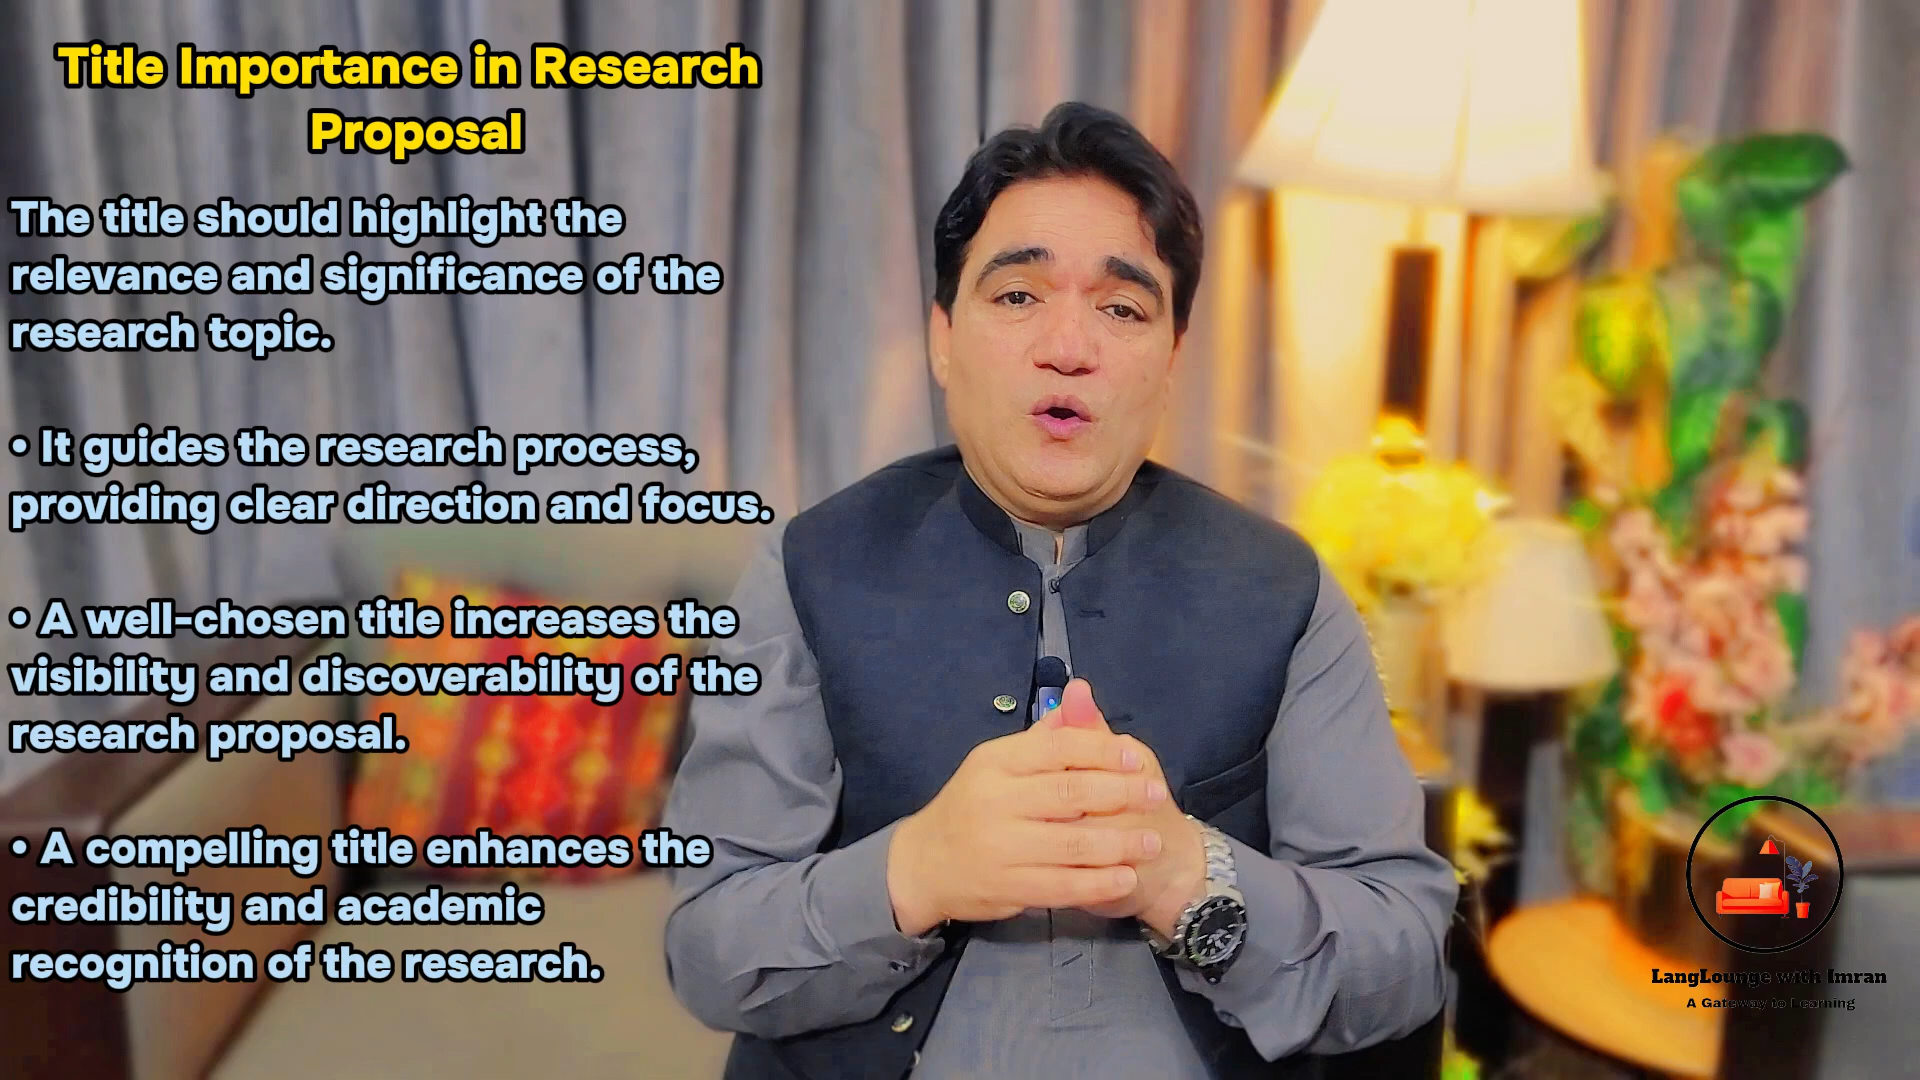 Title Importance in Research
Proposal
The title should highlight the
relevance and significance of the
research topic.
• It guides the research process,
providing clear direction and focus.
• A well-chosen title increases the
visibility and discoverability of the
research proposal.
• A compelling title enhances the
credibility and academic
recognition of the research.
LangLounge with Imran
A Gateway to Learning